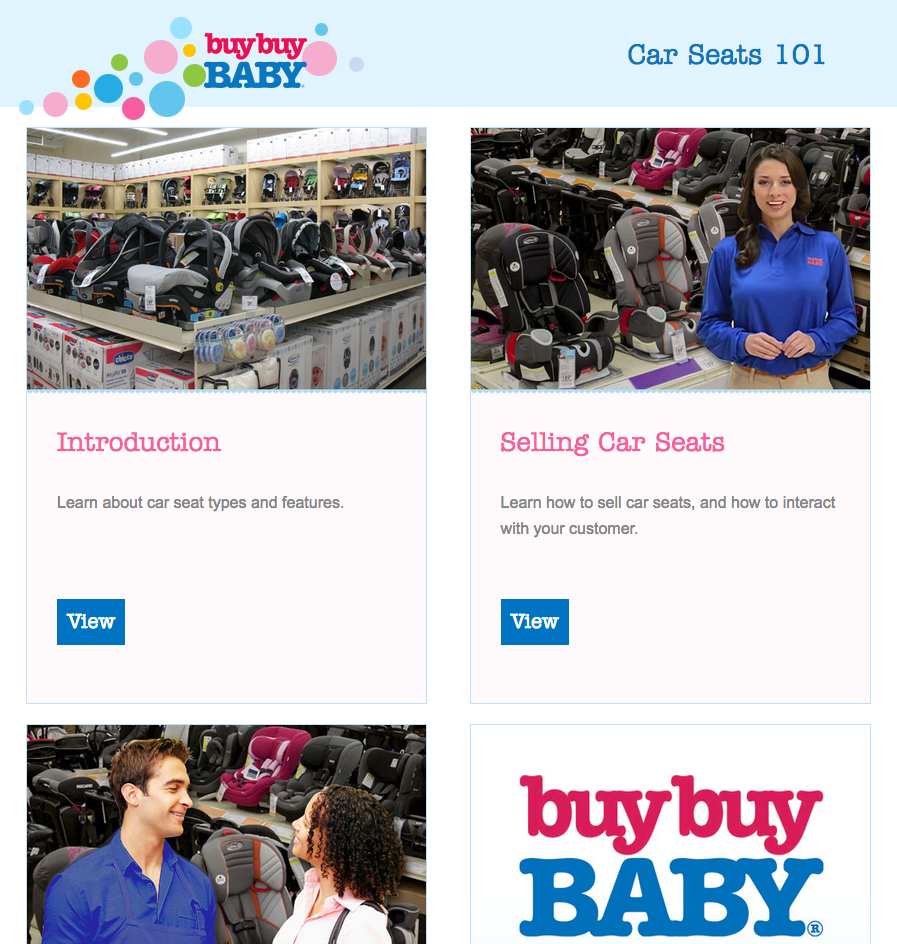 buy buy
BABY
Car Seats 101
chicco
Introduction
Learn about car seat types and features.
View
Selling Car Seats
Learn how to sell car seats, and how to interact
with your customer.
View
buy buy
BABY®